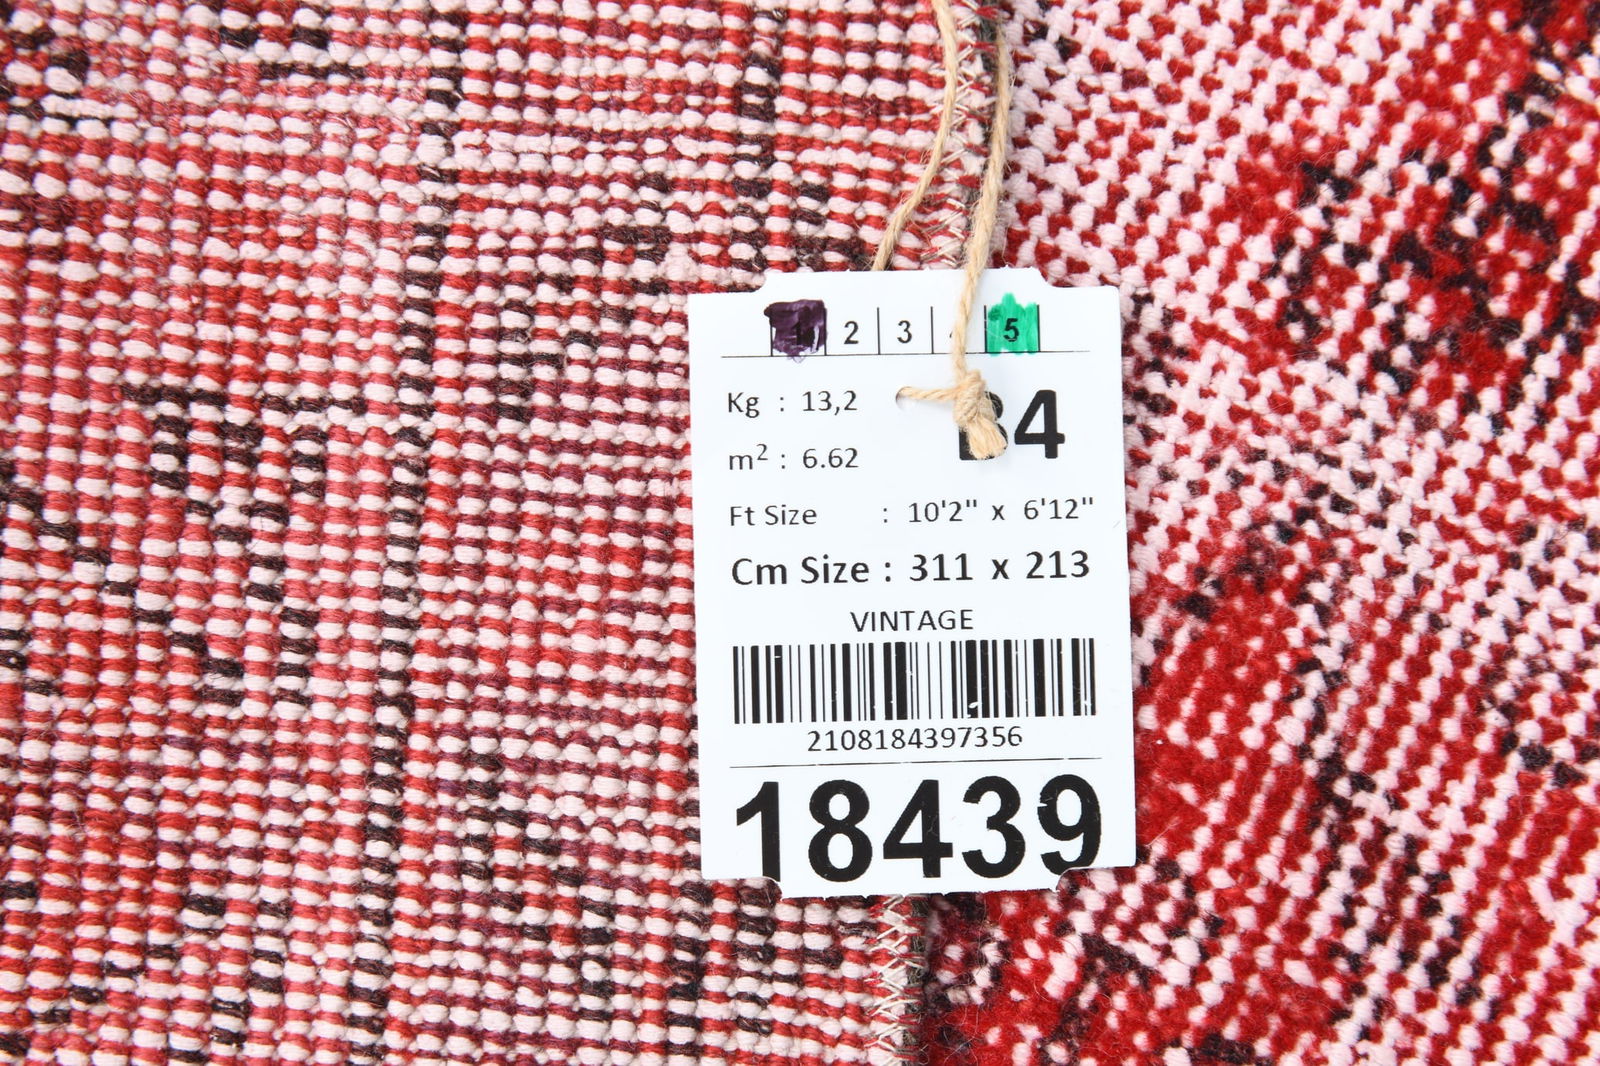 1 2 3 5
Kg : 13,2
B4
m² : 6.62
Ft Size : 10'2" x 6'12"
Cm Size : 311 x 213
VINTAGE
2108184397356
18439